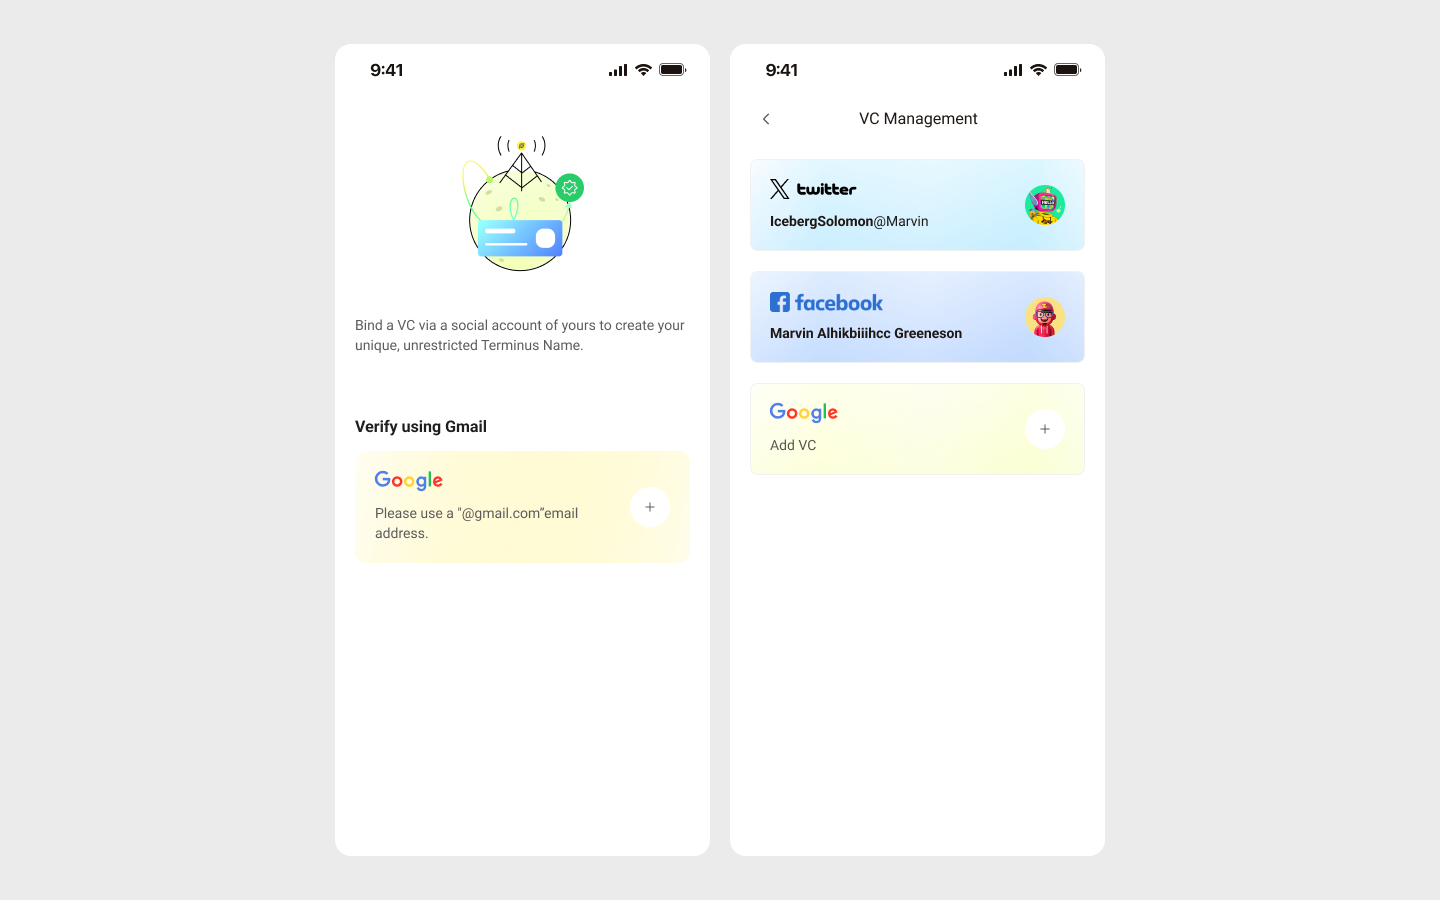 9:41
Bind a VC via a social account of yours to create your
unique, unrestricted Terminus Name.
Verify using Gmail
Google
Please use a "@gmail.com”email
address.
9:41
VC Management
twitter
IcebergSolomon@Marvin
facebook
Marvin Alhikbiiihcc Greeneson
Google
Add VC